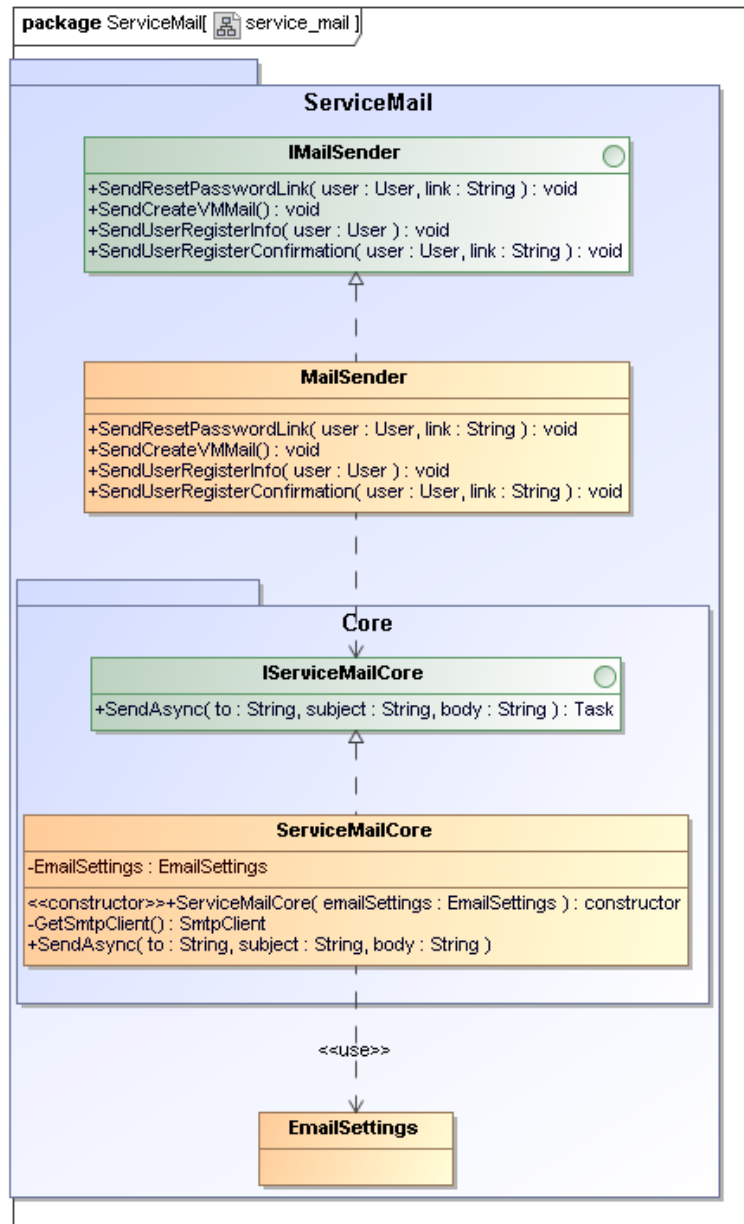 package ServiceMail[ service_mail ]
ServiceMail
IMailSender
+SendResetPasswordLink( user : User, link : String ) : void
+SendCreateVMMail() : void
+SendUserRegisterInfo( user : User ) : void
+SendUserRegisterConfirmation( user : User, link : String ) : void
MailSender
+SendResetPasswordLink( user : User, link : String ) : void
+SendCreateVMMail() : void
+SendUserRegisterInfo( user : User ) : void
+SendUserRegisterConfirmation( user : User, link : String ) : void
Core
IServiceMailCore
+SendAsync( to : String, subject : String, body : String ) : Task
ServiceMailCore
-EmailSettings : EmailSettings
<<constructor>>+ServiceMailCore( emailSettings : EmailSettings ) : constructor
-GetSmtpClient() : SmtpClient
+SendAsync( to : String, subject : String, body : String )
<<use>>
EmailSettings